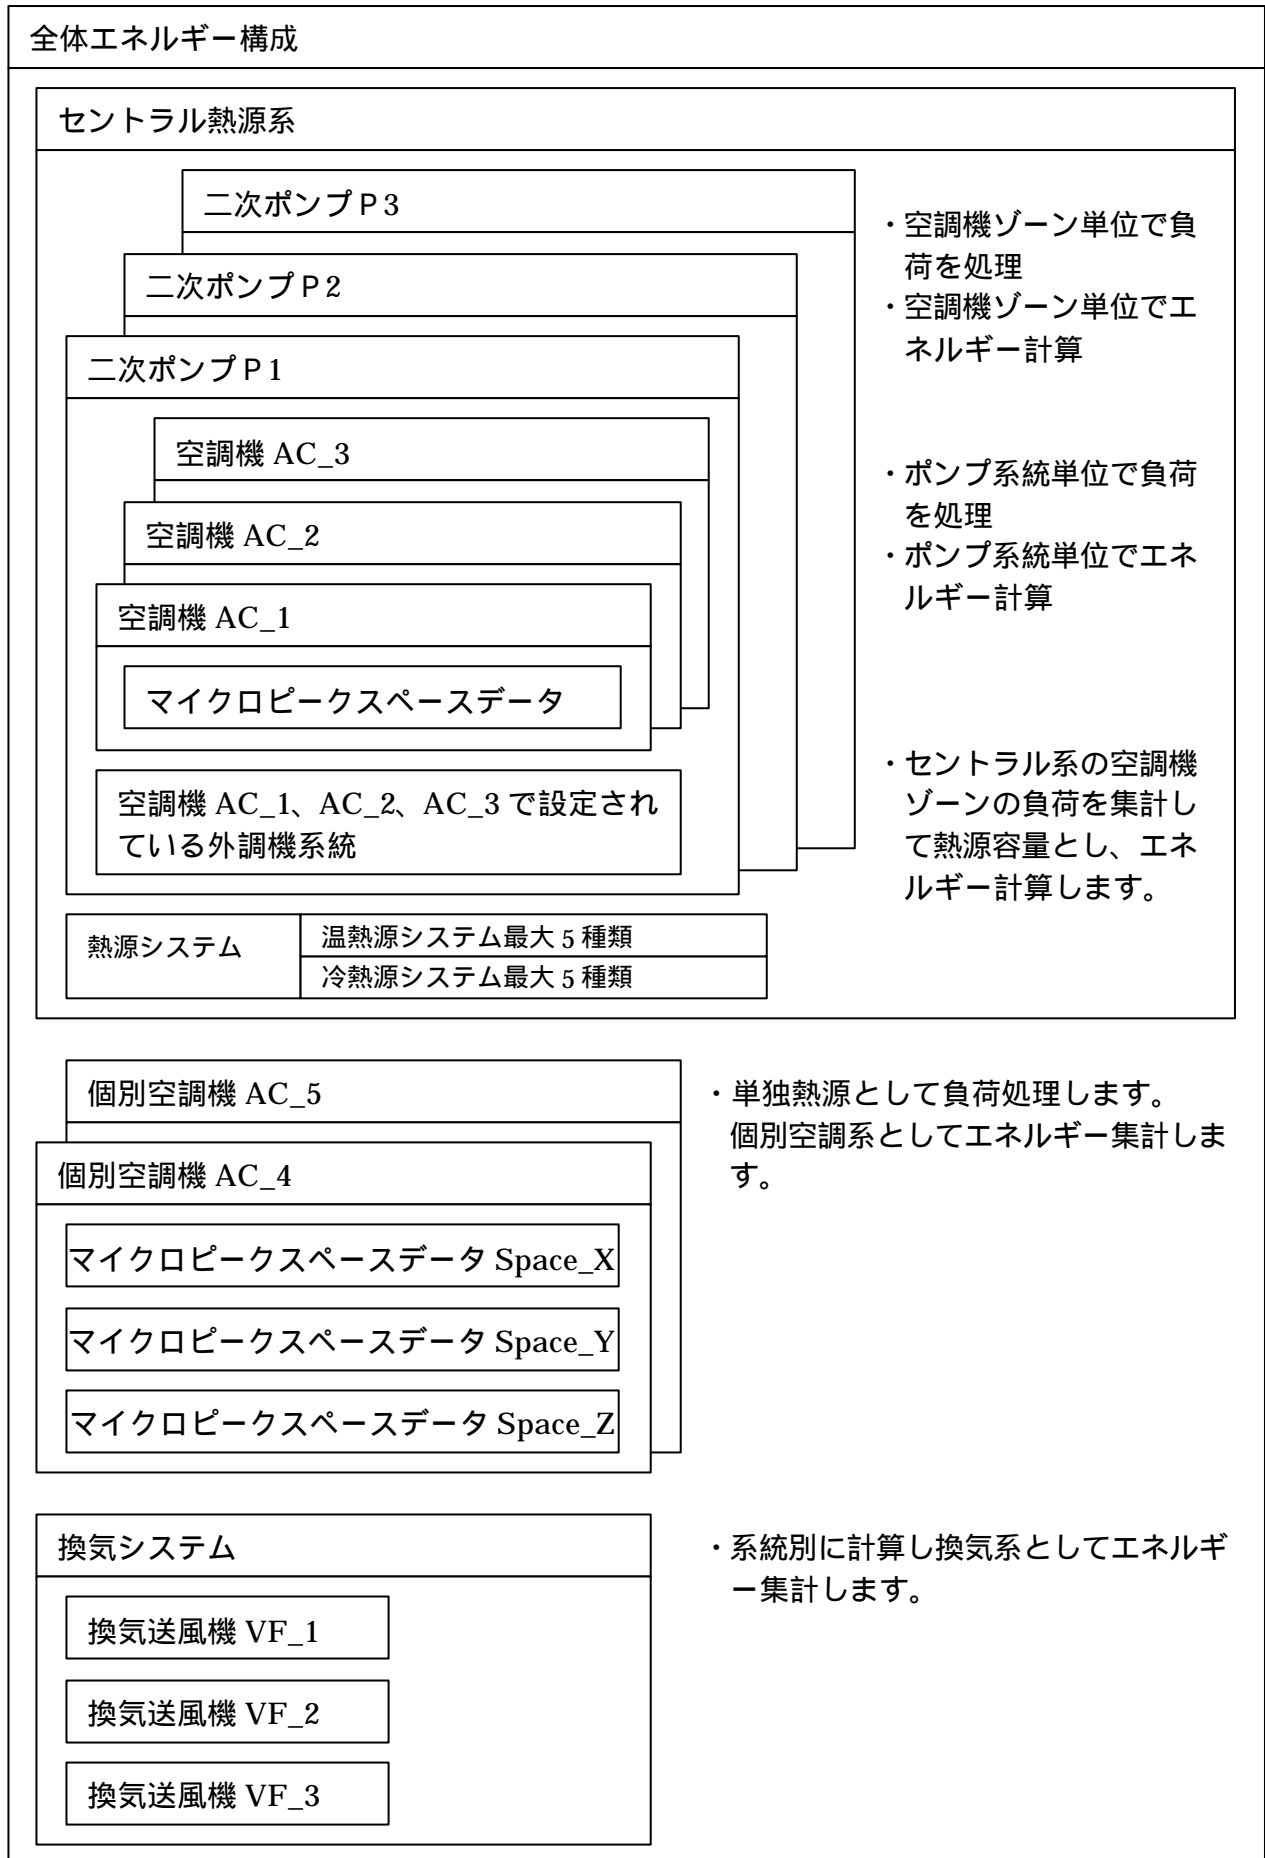 全体エネルギー構成
セントラル熱源系
二次ポンプＰ3
二次ポンプＰ2
二次ポンプＰ1
空調機 AC_3
空調機 AC_2
空調機 AC_1
マイクロピークスペースデータ
空調機 AC_1、AC_2、AC_3 で設定され
ている外調機系統
・空調機ゾーン単位で負
荷を処理
・空調機ゾーン単位でエ
ネルギー計算
・ポンプ系統単位で負荷
を処理
・ポンプ系統単位でエネ
ルギー計算
・セントラル系の空調機
ゾーンの負荷を集計し
て熱源容量とし、エネ
ルギー計算します。
熱源システム
温熱源システム最大 5 種類
冷熱源システム最大 5 種類
個別空調機 AC_5
個別空調機 AC_4
マイクロピークスペースデータ Space_X
マイクロピークスペースデータ Space_Y
マイクロピークスペースデータ Space_Z
・単独熱源として負荷処理します。
個別空調系としてエネルギー集計しま
す。
換気システム
換気送風機 VF_1
換気送風機 VF_2
換気送風機 VF_3
・系統別に計算し換気系としてエネルギ
ー集計します。